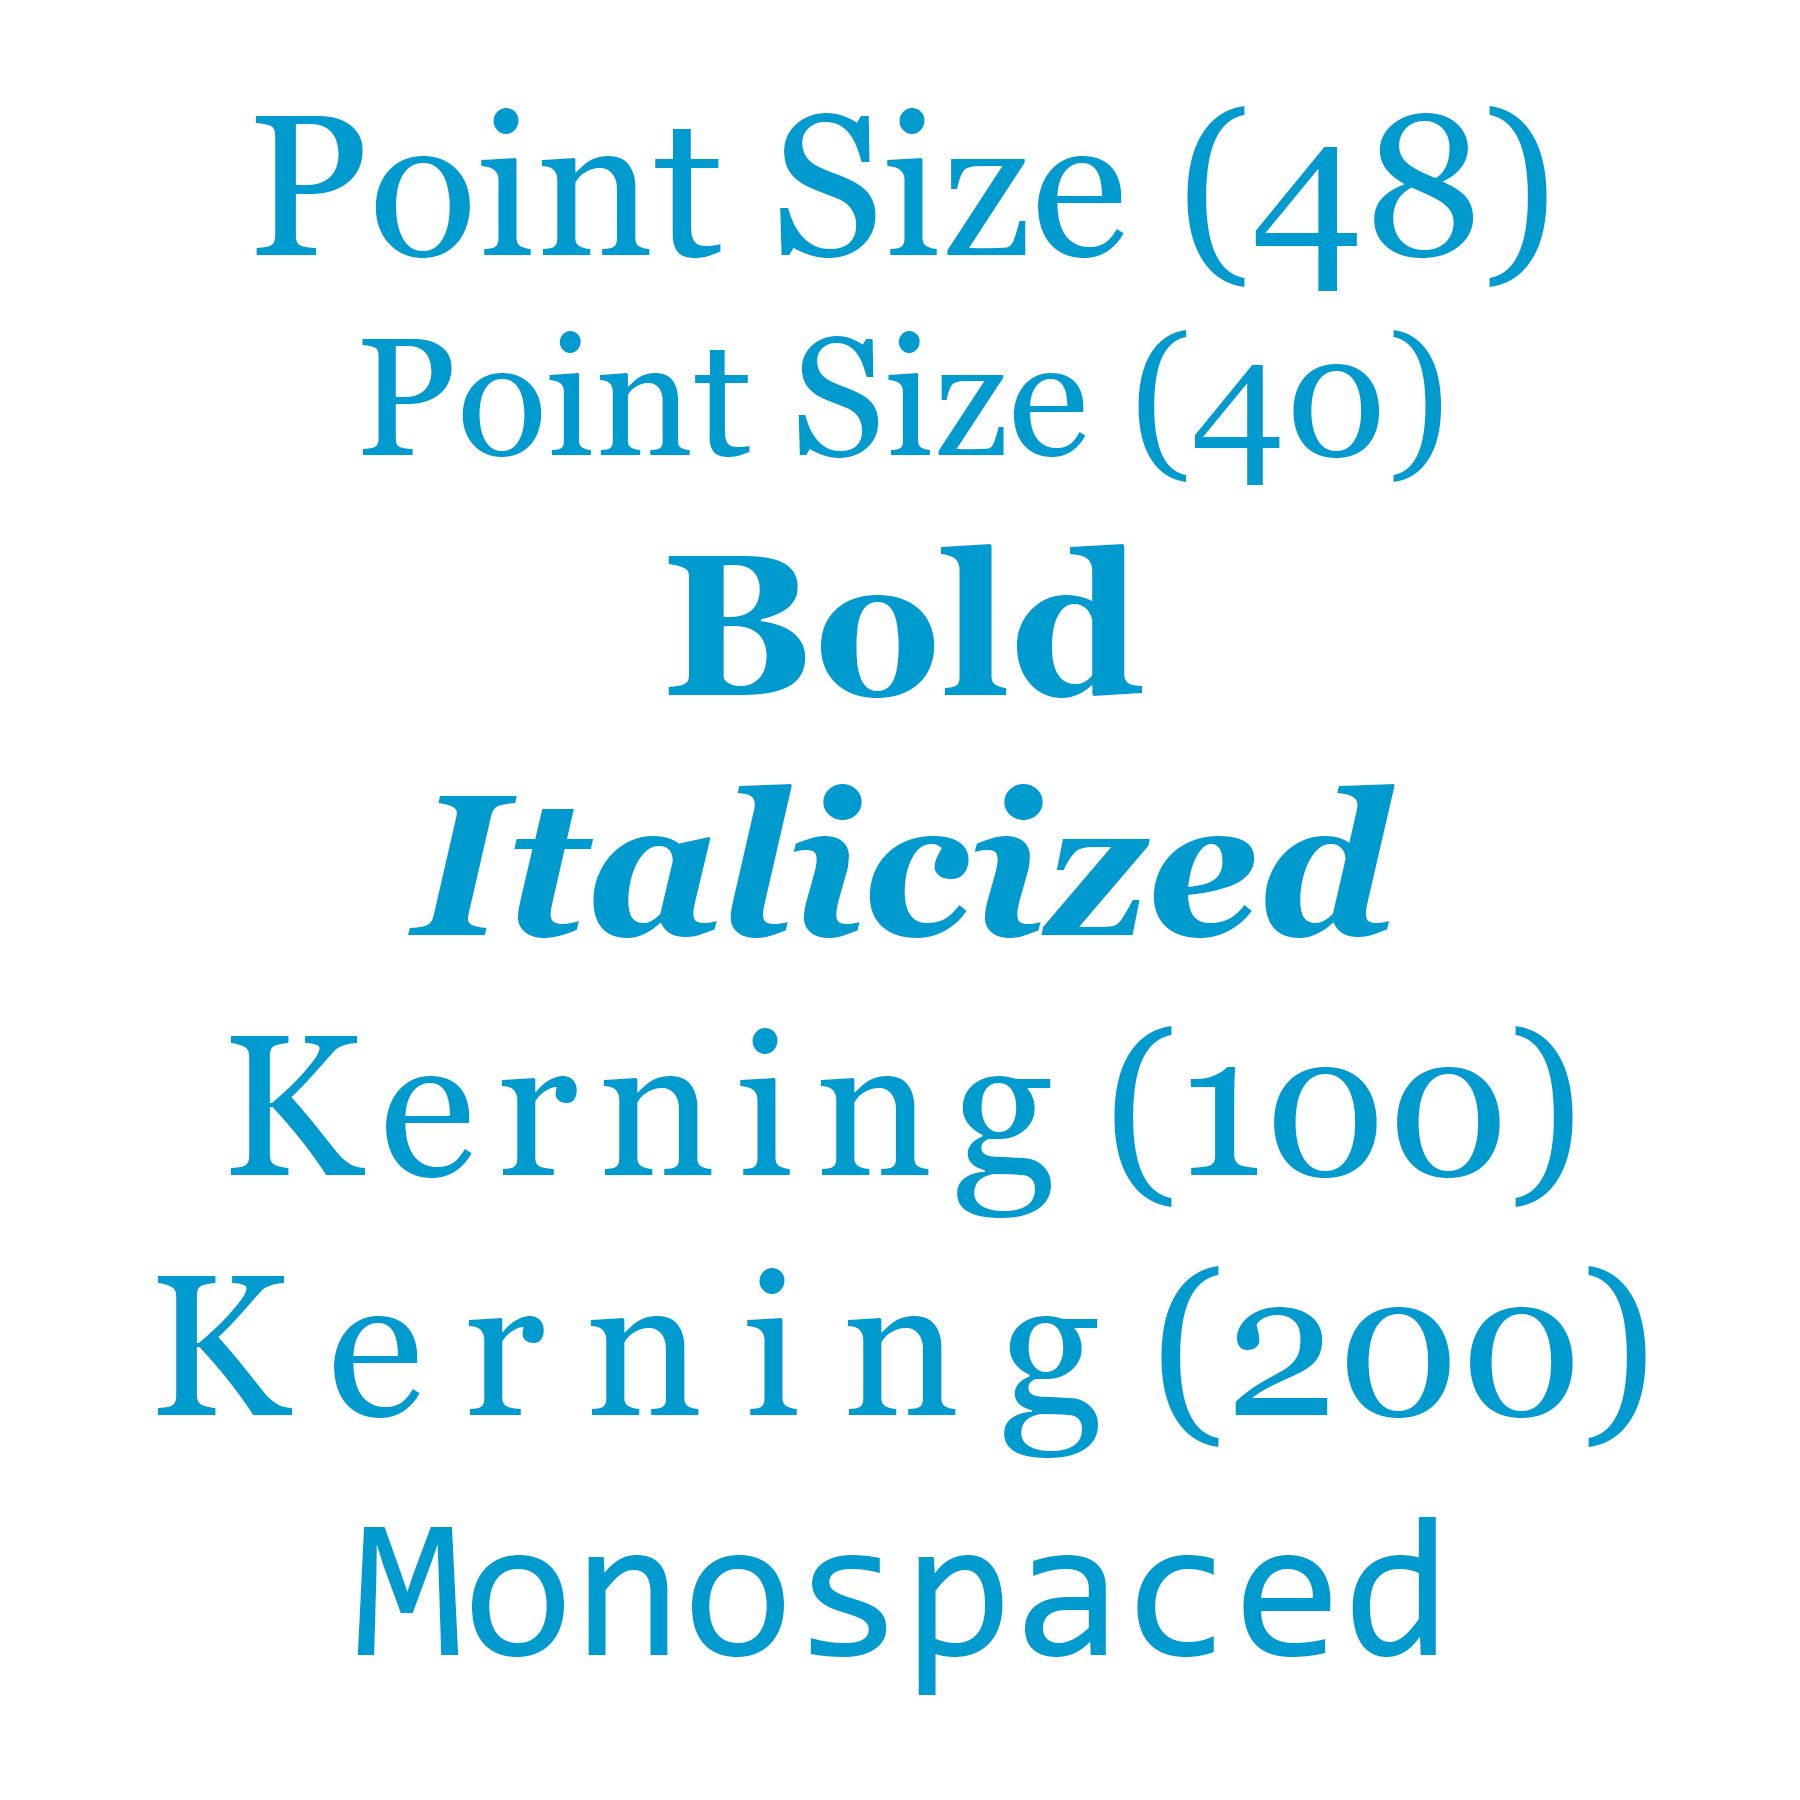 Point Size (48)
Point Size (40)
Bold
Italicized
Kerning (100)
Kerning (200)
Monospaced